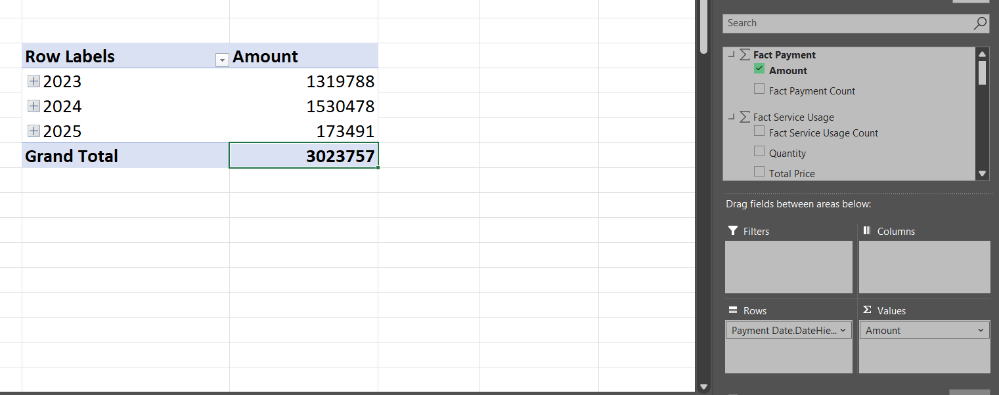 Row Labels Amount
2023 1319788
2024 1530478
2025 173491
Grand Total 3023757
Search
Fact Payment
Amount
Fact Payment Count
Fact Service Usage
Fact Service Usage Count
Quantity
Total Price
Drag fields between areas below:
Filters
Columns
Rows
Values
Payment Date.DateHie...
Amount